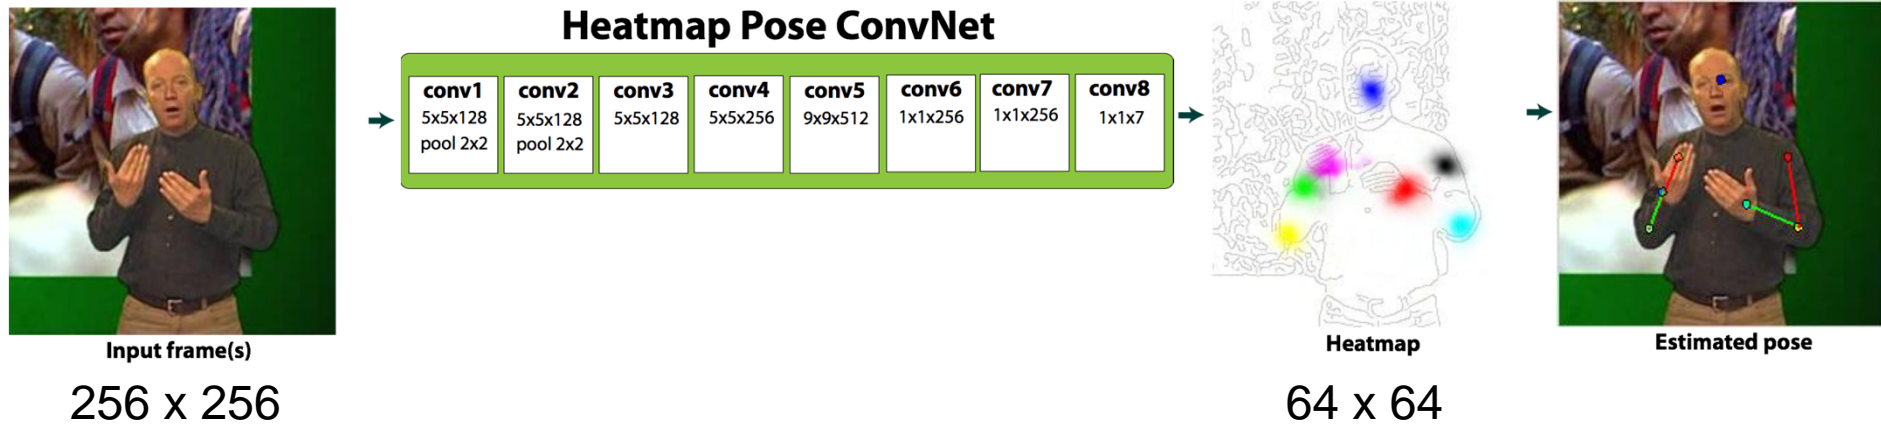 Heatmap Pose ConvNet
conv1
5x5x128
pool 2x2
conv2
5x5x128
pool 2x2
conv3
5x5x128
conv4
5x5x256
conv5
9x9x512
conv6
1x1x256
conv7
1x1x256
conv8
1x1x7
Input frame(s)
Heatmap
Estimated pose
256 x 256
64 x 64